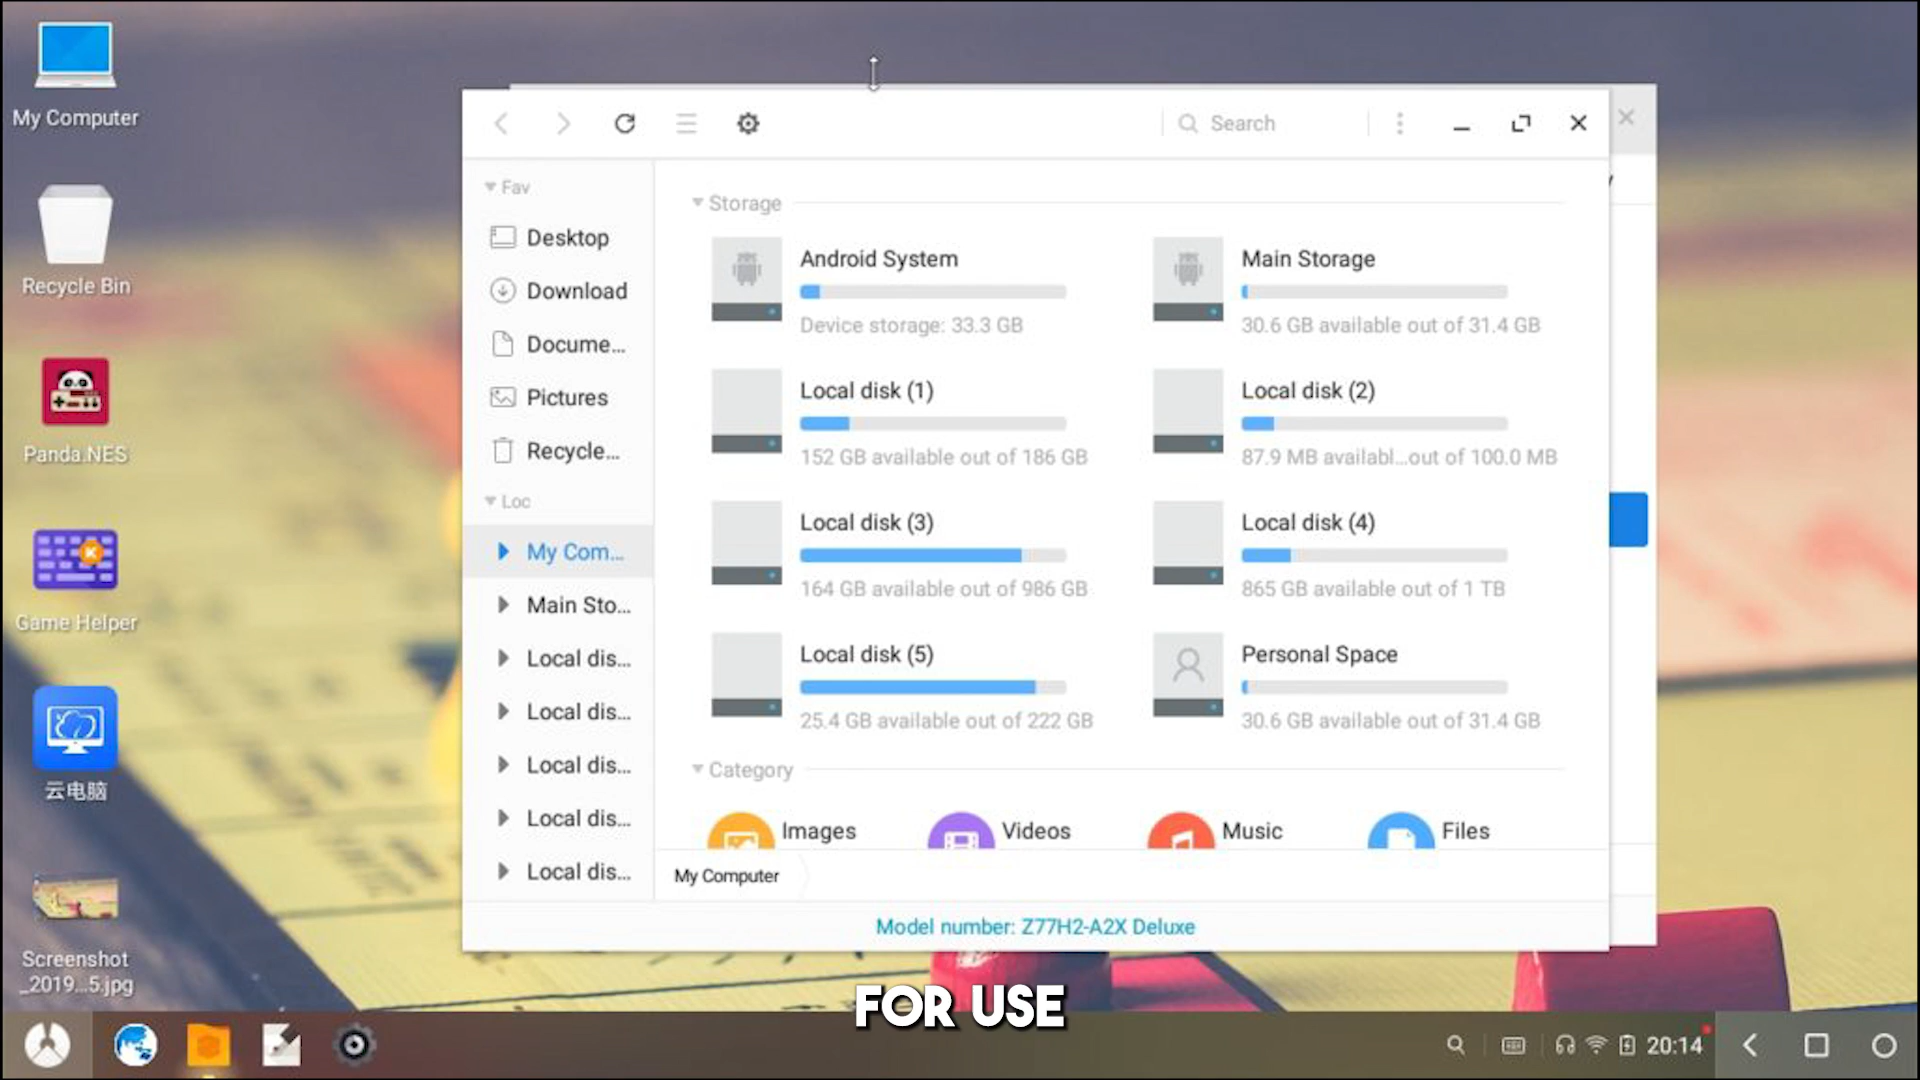 My Computer
Recycle Bin
Panda.NES
Game Helper
云电脑
Screenshot
_2019...5.jpg
Search
Fav
Desktop
Download
Docume...
Pictures
Recycle...
Loc
My Com...
Main Sto...
Local dis...
Local dis...
Local dis...
Local dis...
Local dis...
Storage
Android System
Device storage: 33.3 GB
Main Storage
30.6 GB available out of 31.4 GB
Local disk (1)
152 GB available out of 186 GB
Local disk (2)
87.9 MB availabl...out of 100.0 MB
Local disk (3)
164 GB available out of 986 GB
Local disk (4)
865 GB available out of 1 TB
Local disk (5)
25.4 GB available out of 222 GB
Personal Space
30.6 GB available out of 31.4 GB
Category
Images
Videos
Music
Files
My Computer
Model number: Z77H2-A2X Deluxe
FOR USE
20:14